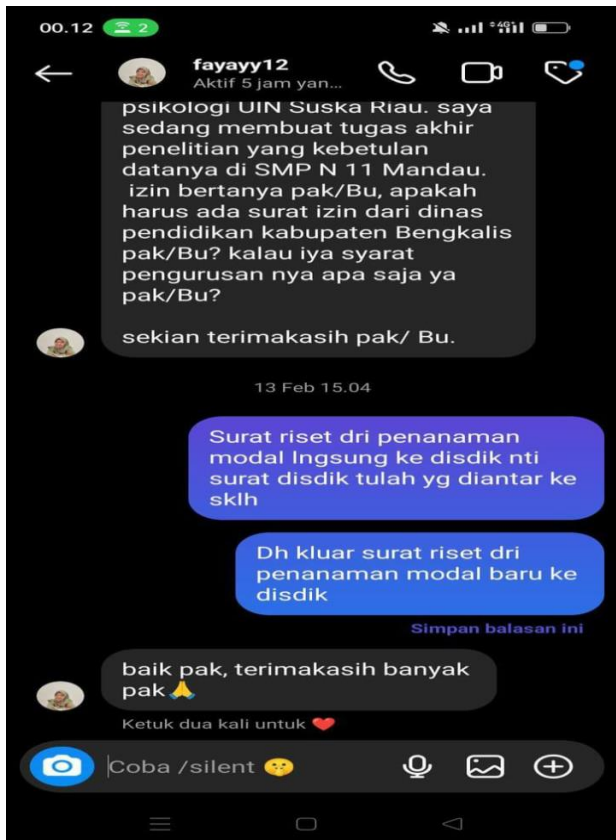 00.12 2 4G
fayayy12
Aktif 5 jam yan...
psikologi UIN Suska Riau. saya
sedang membuat tugas akhir
penelitian yang kebetulan
datanya di SMP N 11 Mandau.
izin bertanya pak/Bu, apakah
harus ada surat izin dari dinas
pendidikan kabupaten Bengkalis
pak/Bu? kalau iya syarat
pengurusan nya apa saja ya
pak/Bu?
sekian terimakasih pak/ Bu.
13 Feb 15.04
Surat riset dri penanaman
modal lngsung ke disdik nti
surat disdik tulah yg diantar ke
sklh
Dh kluar surat riset dri
penanaman modal baru ke
disdik
Simpan balasan ini
baik pak, terimakasih banyak
pak🙏
Ketuk dua kali untuk ❤️
Coba /silent 🤫